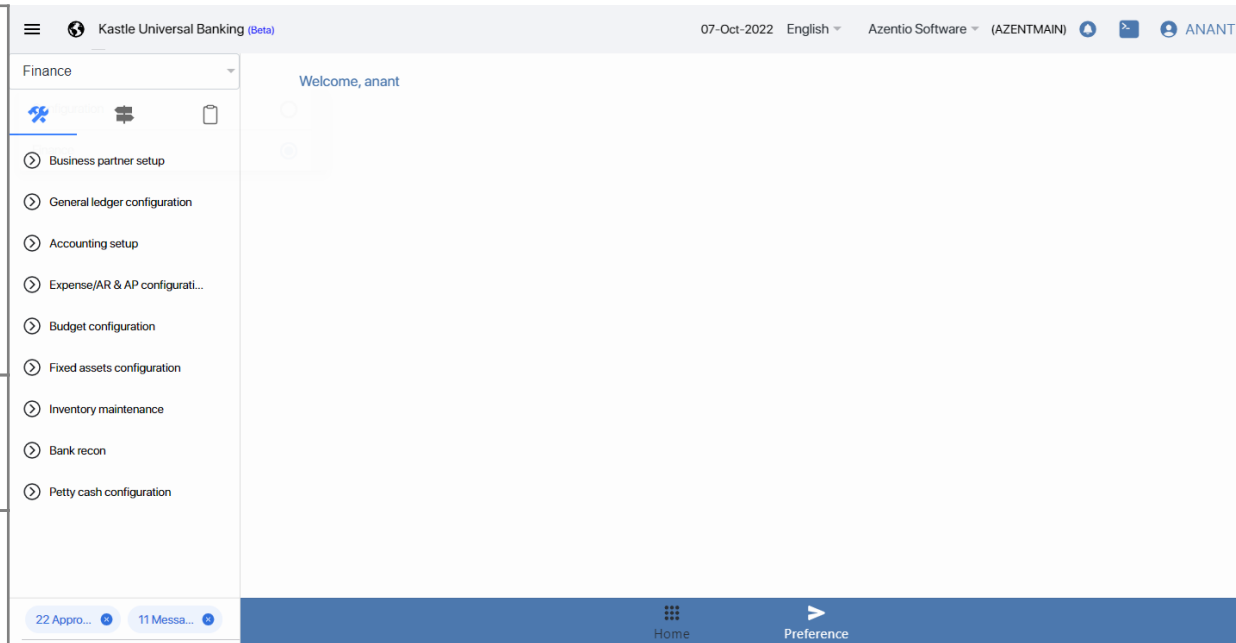 Kastle Universal Banking (Beta)
07-Oct-2022 English Azentio Software (AZENTMAIN) ANANT
Finance
Welcome, anant
Business partner setup
General ledger configuration
Accounting setup
Expense/AR & AP configurati...
Budget configuration
Fixed assets configuration
Inventory maintenance
Bank recon
Petty cash configuration
22 Appro... 11 Messa...
Home Preference